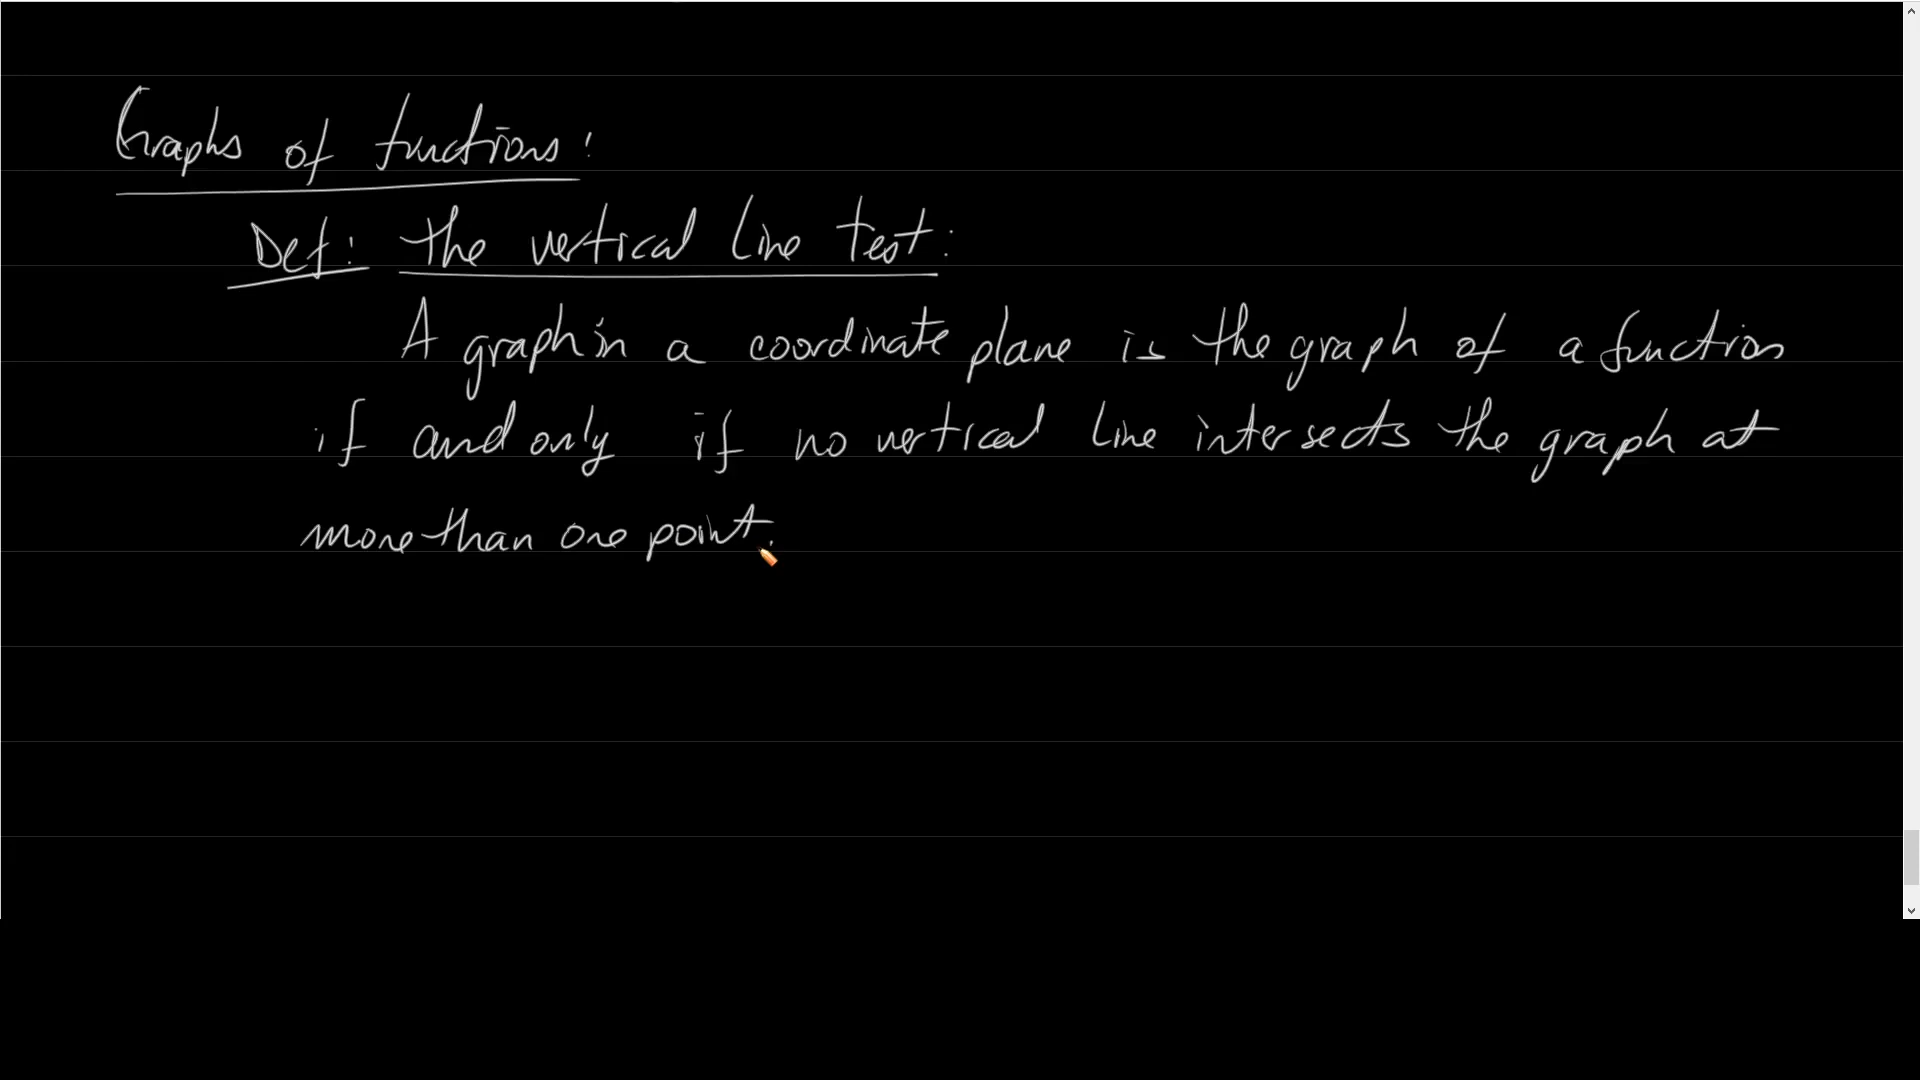 Graphs of functions:
Def: The vertical line test:
A graph in a coordinate plane is the graph of a function
if and only if no vertical line intersects the graph at
more than one point.